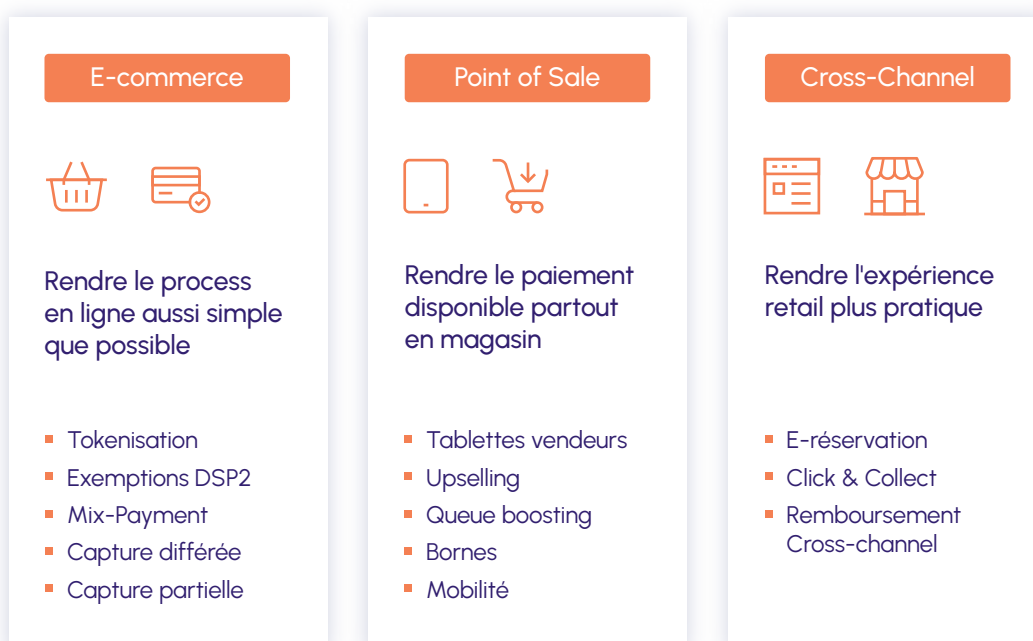 E-commerce
Rendre le process
en ligne aussi simple
que possible
Tokenisation
Exemptions DSP2
Mix-Payment
Capture différée
Capture partielle
Point of Sale
Rendre le paiement
disponible partout
en magasin
Tablettes vendeurs
Upselling
Queue boosting
Bornes
Mobilité
Cross-Channel
Rendre l'expérience
retail plus pratique
E-réservation
Click & Collect
Remboursement
Cross-channel